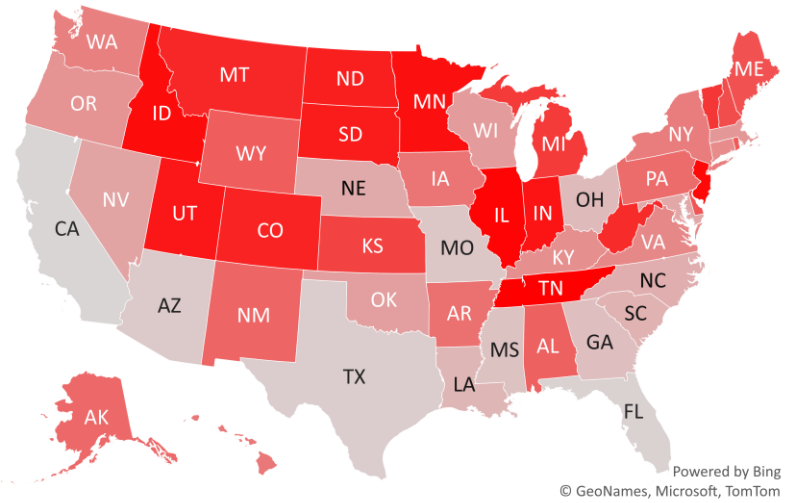 WA
MT
ND
MN
ME
OR
ID
SD
WI
MI
NY
WY
IA
PA
NE
NV
UT
CO
IL
IN
OH
CA
KS
MO
KY
VA
AZ
NM
OK
AR
TN
NC
SC
MS
AL
GA
TX
LA
FL
AK
Powered by Bing
© GeoNames, Microsoft, TomTom